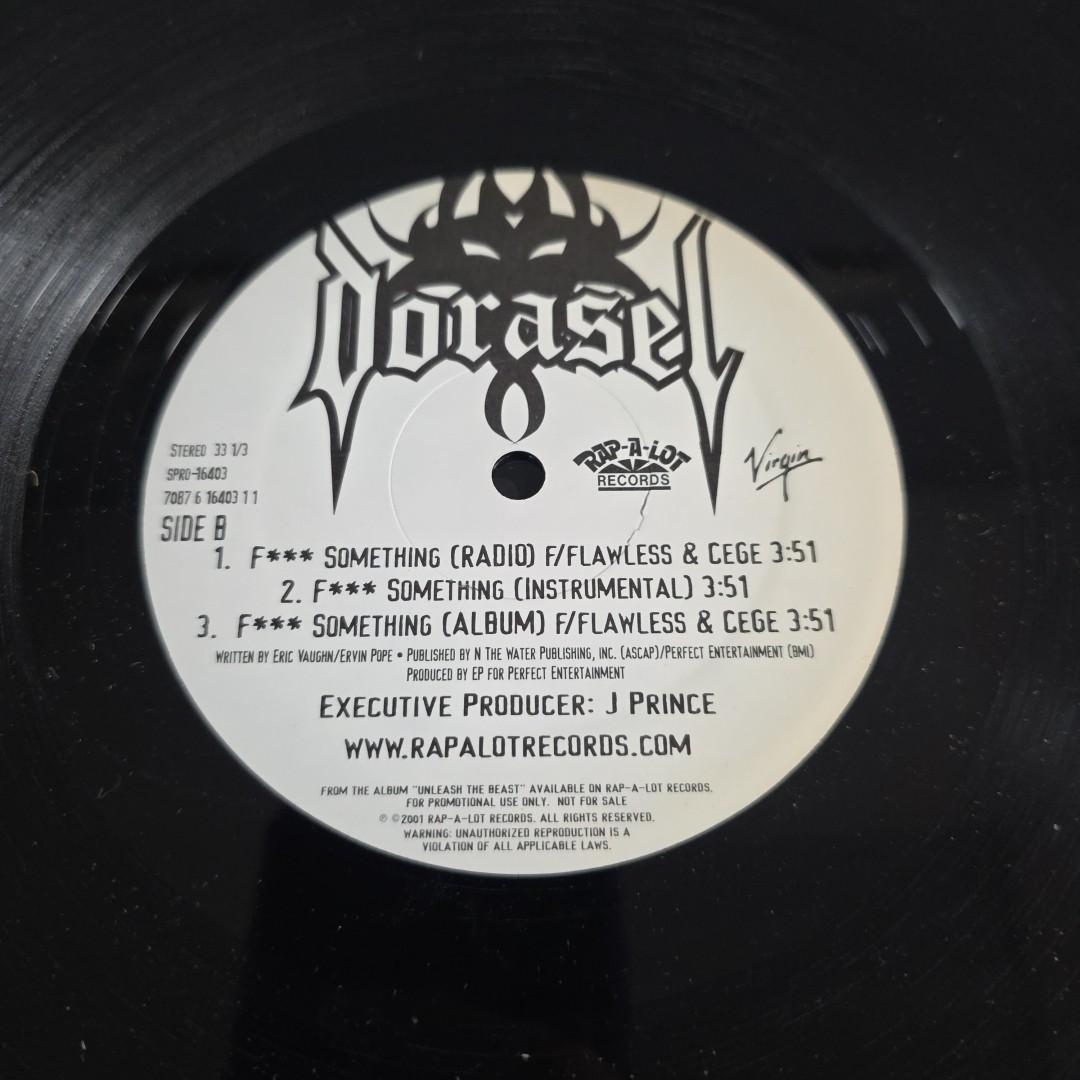 Dorasel
STEREO 33 1/3
SPRO-16403
7087 6 16403 1 1
SIDE B
RAP-A-LOT
RECORDS
Virgin
1. F*** SOMETHING (RADIO) F/FLAWLESS & CEGE 3:51
2. F*** SOMETHING (INSTRUMENTAL) 3:51
3. F*** SOMETHING (ALBUM) F/FLAWLESS & CEGE 3:51
WRITTEN BY ERIC VAUGHN/ERVIN POPE • PUBLISHED BY N THE WATER PUBLISHING, INC. (ASCAP)/PERFECT ENTERTAINMENT (BMI)
PRODUCED BY EP FOR PERFECT ENTERTAINMENT
EXECUTIVE PRODUCER: J PRINCE
WWW.RAPALOTRECORDS.COM
FROM THE ALBUM "UNLEASH THE BEAST" AVAILABLE ON RAP-A-LOT RECORDS.
FOR PROMOTIONAL USE ONLY. NOT FOR SALE
℗ ©2001 RAP-A-LOT RECORDS. ALL RIGHTS RESERVED.
WARNING: UNAUTHORIZED REPRODUCTION IS A
VIOLATION OF ALL APPLICABLE LAWS.